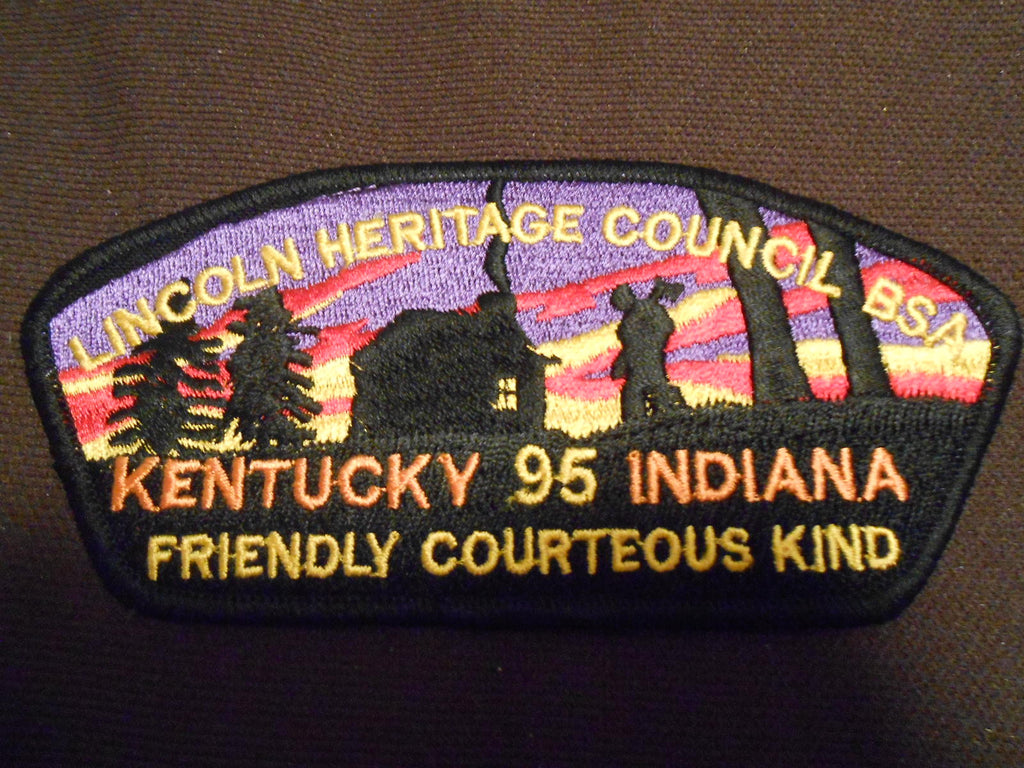 LINCOLN HERITAGE COUNCIL BSA
KENTUCKY 95 INDIANA
FRIENDLY COURTEOUS KIND